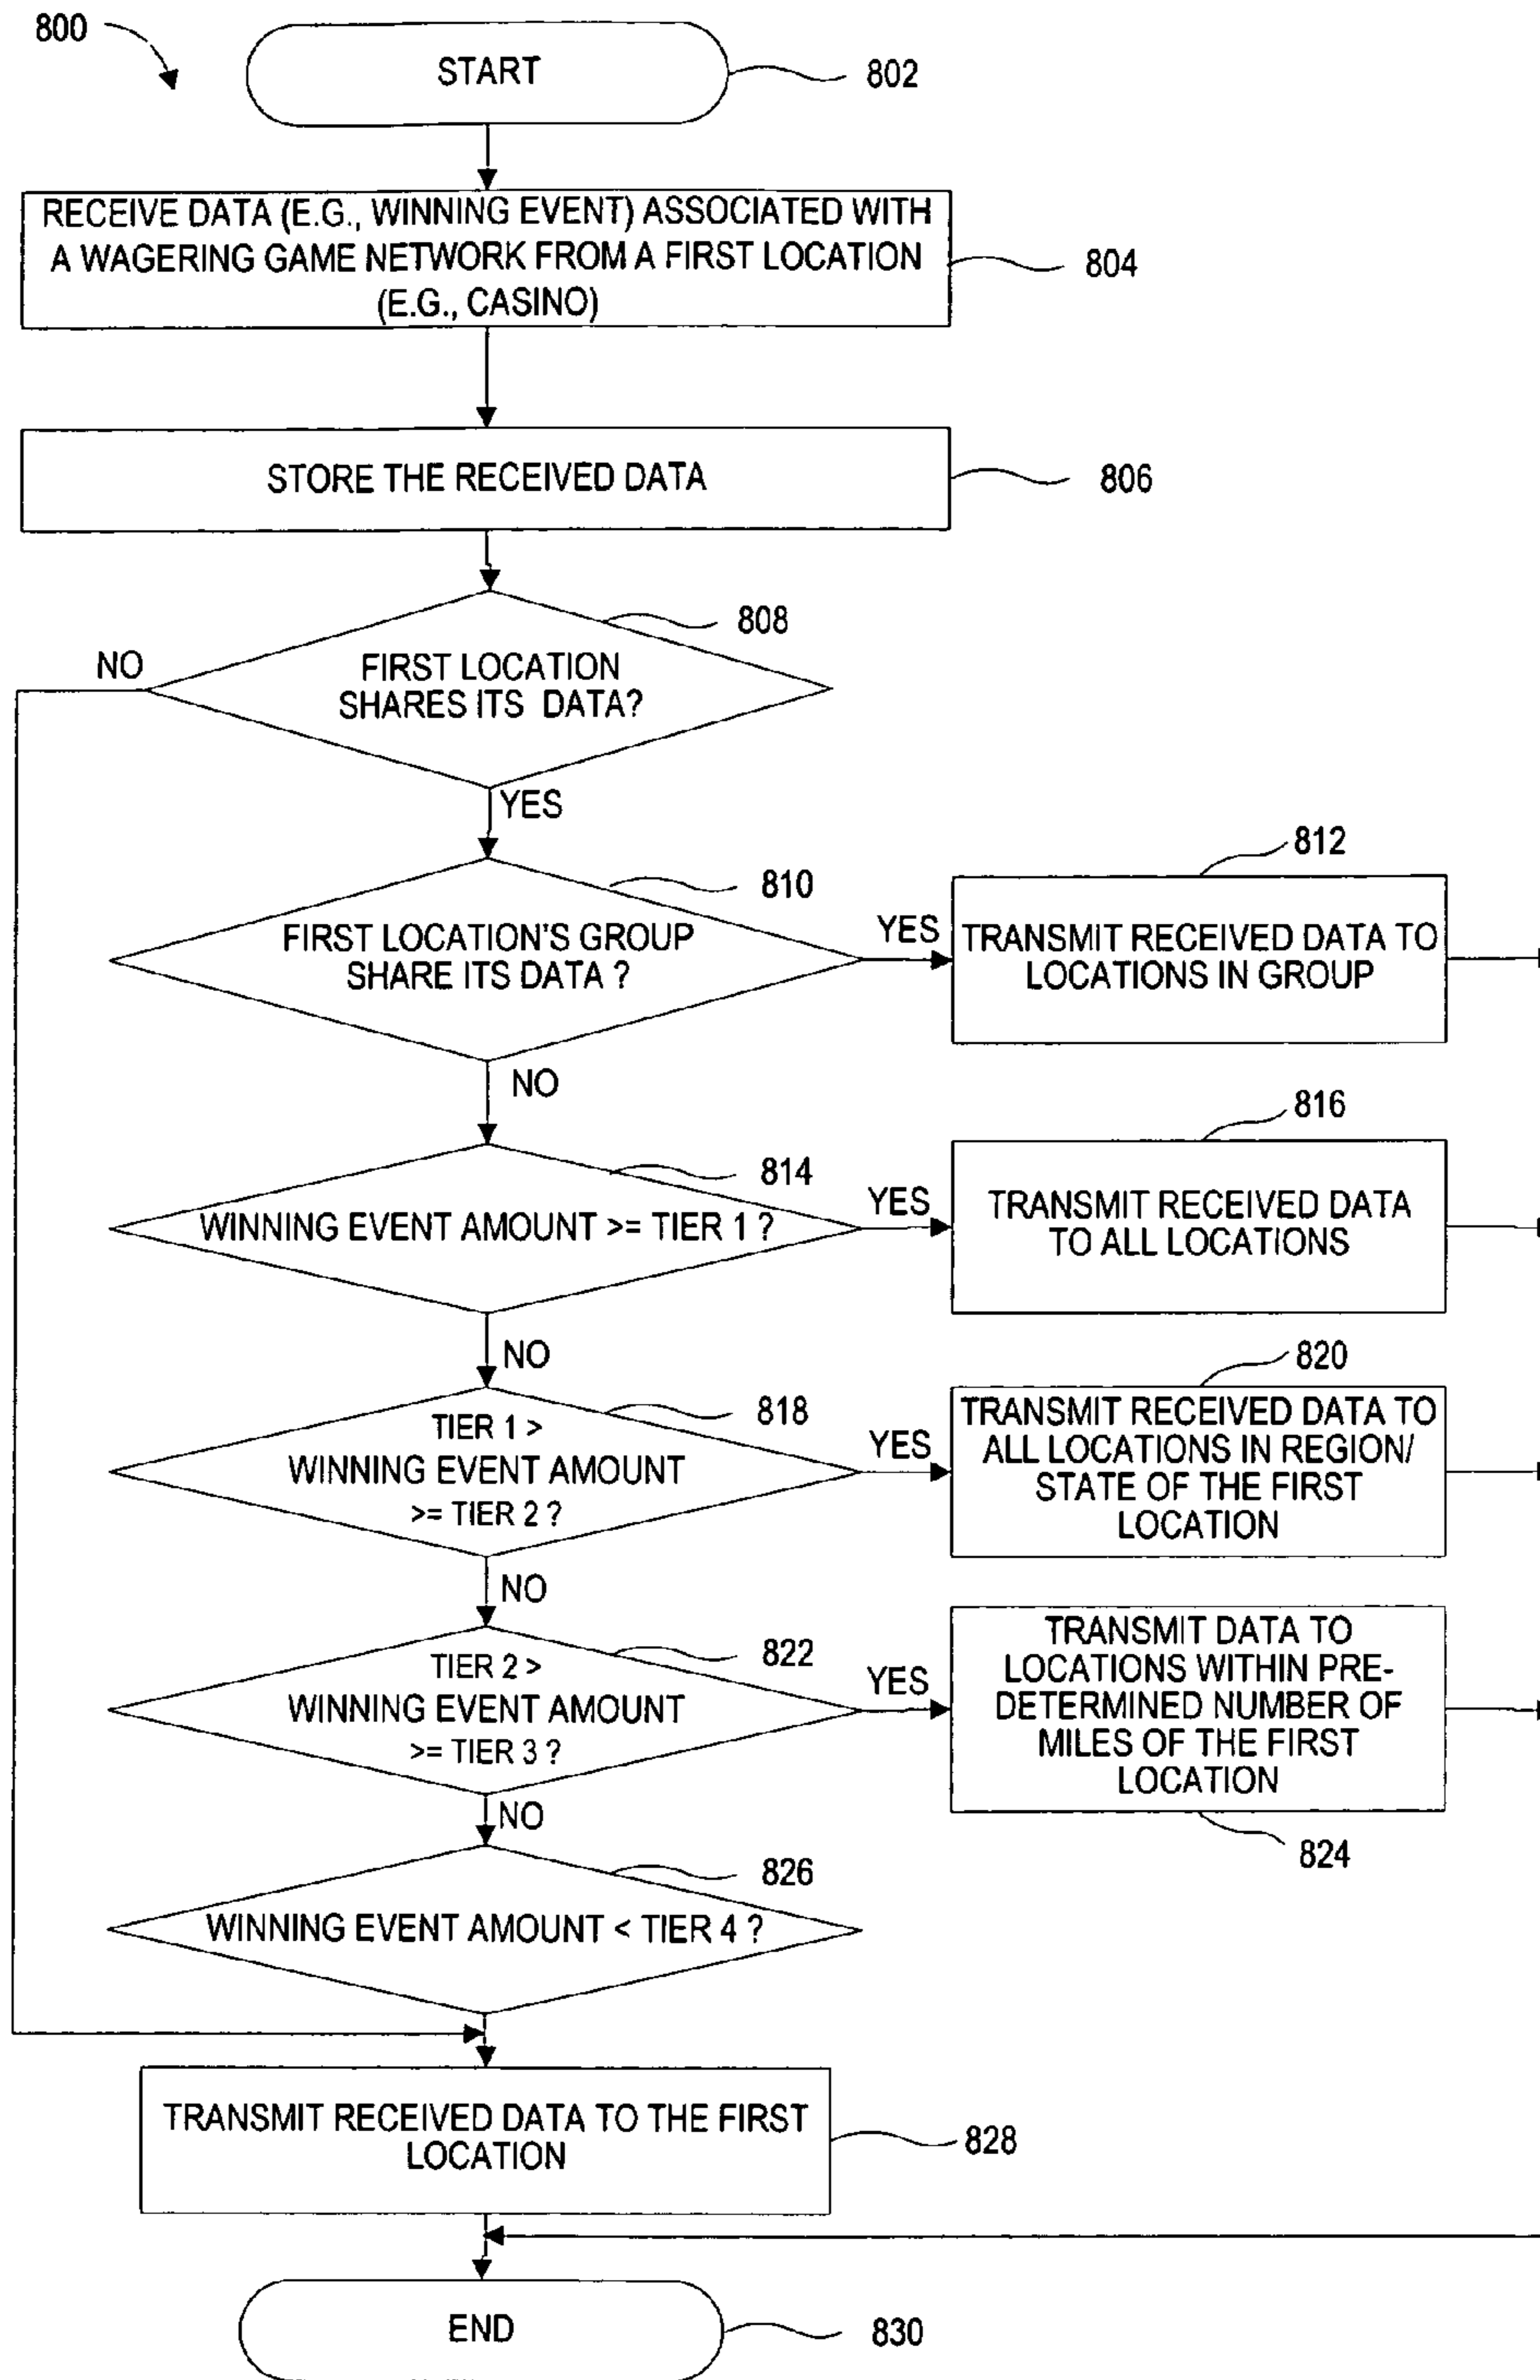 800
START
802
RECEIVE DATA (E.G., WINNING EVENT) ASSOCIATED WITH
A WAGERING GAME NETWORK FROM A FIRST LOCATION
(E.G., CASINO)
804
STORE THE RECEIVED DATA
806
808
NO
FIRST LOCATION
SHARES ITS DATA?
YES
810
812
FIRST LOCATION'S GROUP
SHARE ITS DATA ?
YES
TRANSMIT RECEIVED DATA TO
LOCATIONS IN GROUP
NO
814
816
WINNING EVENT AMOUNT >= TIER 1 ?
YES
TRANSMIT RECEIVED DATA
TO ALL LOCATIONS
NO
818
820
TIER 1 >
WINNING EVENT AMOUNT
>= TIER 2 ?
YES
TRANSMIT RECEIVED DATA TO
ALL LOCATIONS IN REGION/
STATE OF THE FIRST
LOCATION
NO
822
TIER 2 >
WINNING EVENT AMOUNT
>= TIER 3 ?
YES
TRANSMIT DATA TO
LOCATIONS WITHIN PRE-
DETERMINED NUMBER OF
MILES OF THE FIRST
LOCATION
824
NO
826
WINNING EVENT AMOUNT < TIER 4 ?
TRANSMIT RECEIVED DATA TO THE FIRST
LOCATION
828
END
830